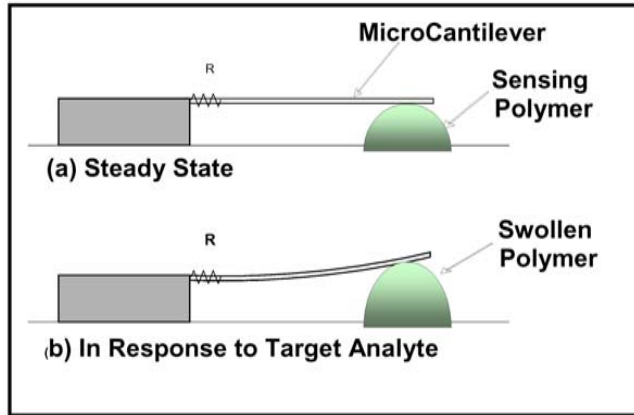 MicroCantilever
R
Sensing
Polymer
(a) Steady State
R
Swollen
Polymer
(b) In Response to Target Analyte